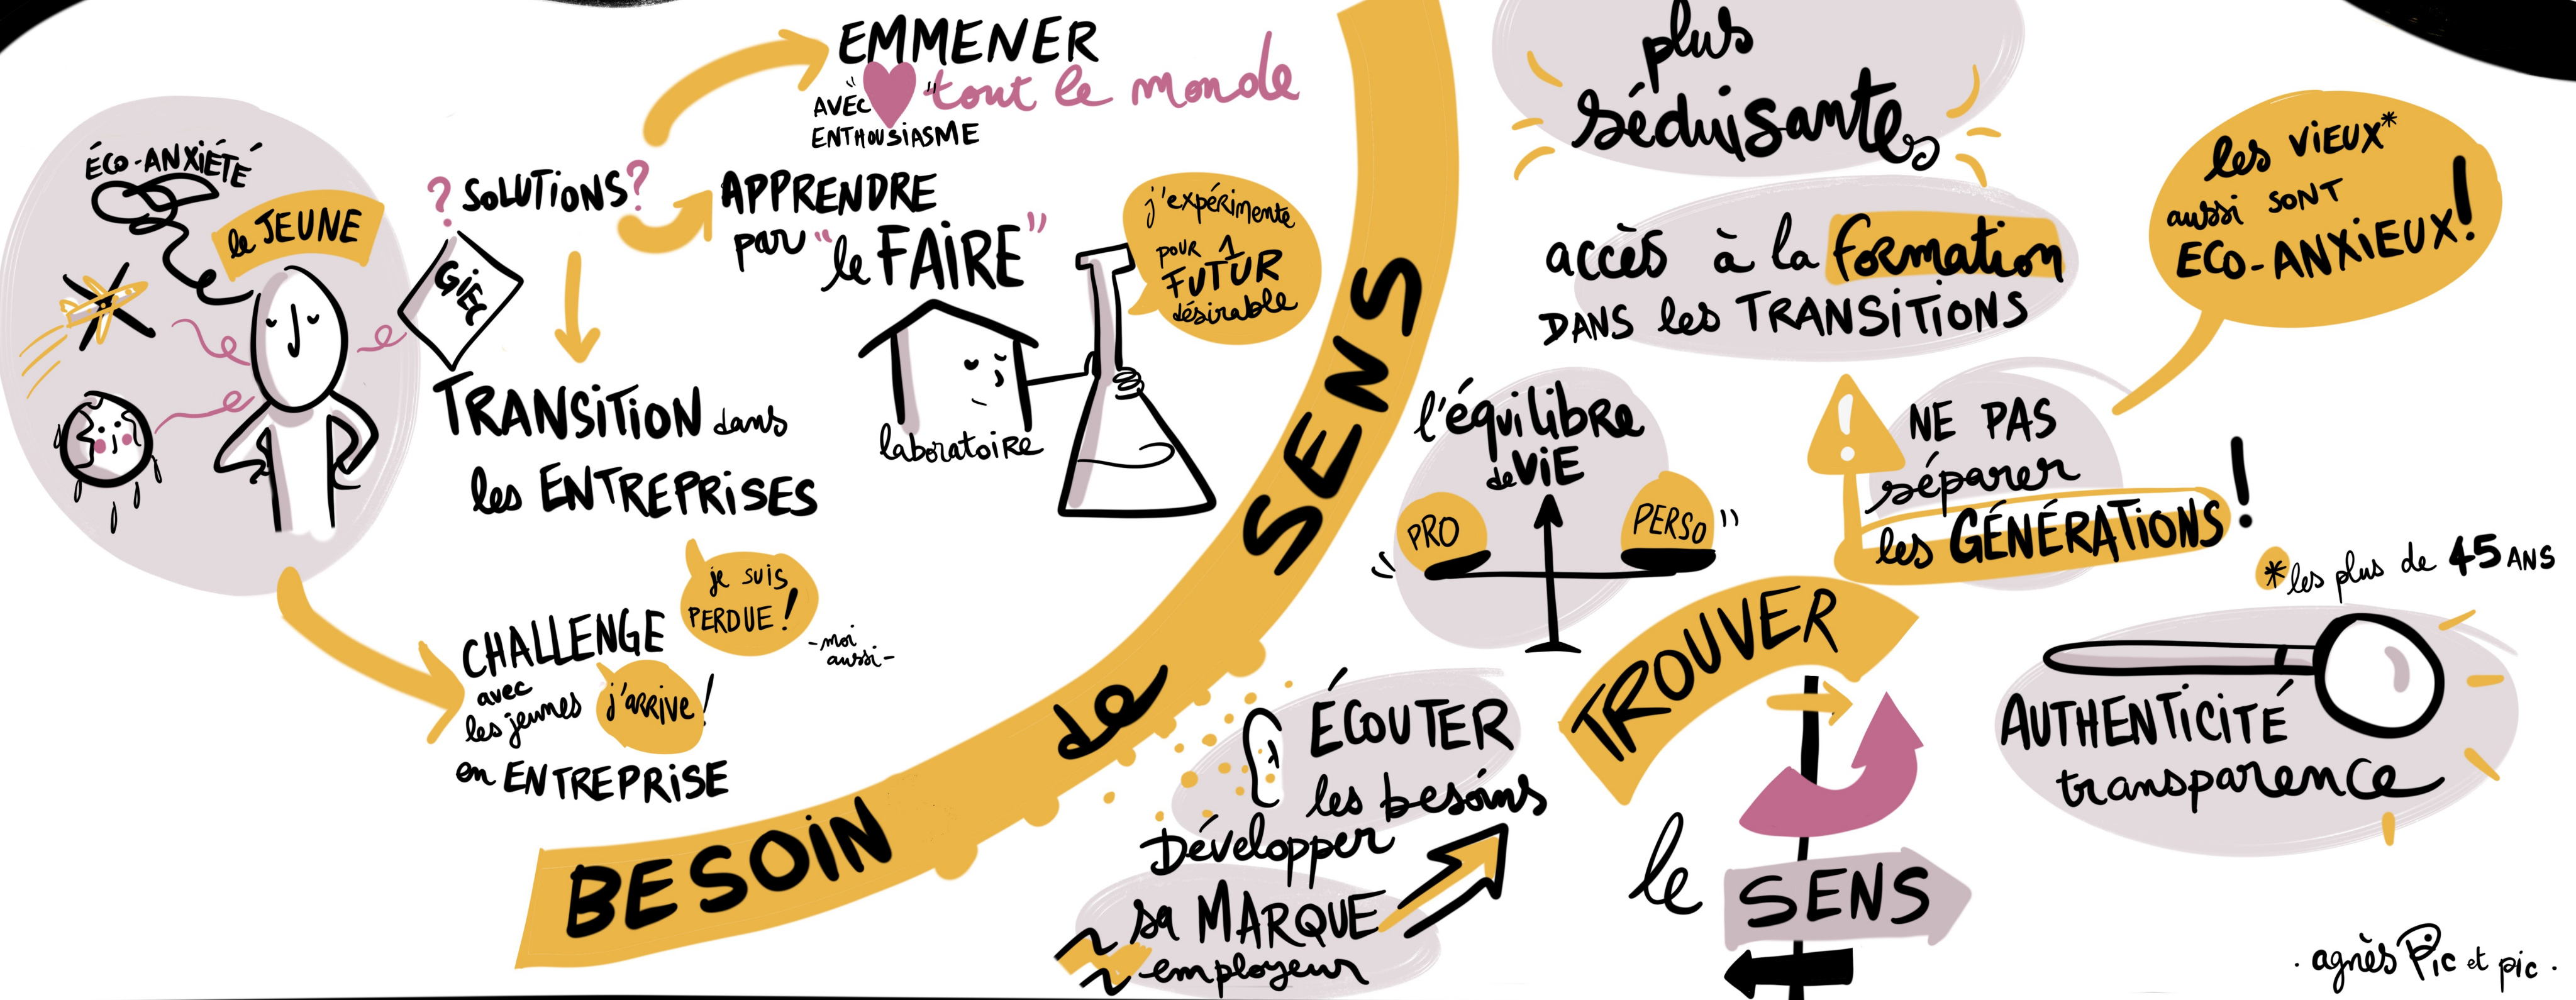 ÉCO-ANXIÉTÉ
le JEUNE
GIEC
? SOLUTIONS?
EMMENER
AVEC "tout le monde
ENTHOUSIASME
APPRENDRE
par "le FAIRE"
j'expérimente
POUR 1
FUTUR
désirable
laboratoire
TRANSITION dans
les ENTREPRISES
je suis
PERDUE!
-moi
aussi-
CHALLENGE
avec
les jeunes
j'arrive!
en ENTREPRISE
BESOIN de SENS
plus
séduisantes
accès à la formation
DANS les TRANSITIONS
les VIEUX*
aussi SONT
ECO-ANXIEUX!
l'équilibre
de VIE
PRO
PERSO
NE PAS
séparer
les GÉNÉRATIONS!
*les plus de 45 ANS
ÉCOUTER
les besoins
Développer
sa MARQUE
employeur
TROUVER
le SENS
AUTHENTICITÉ
transparence
. agnès Pic et pic .